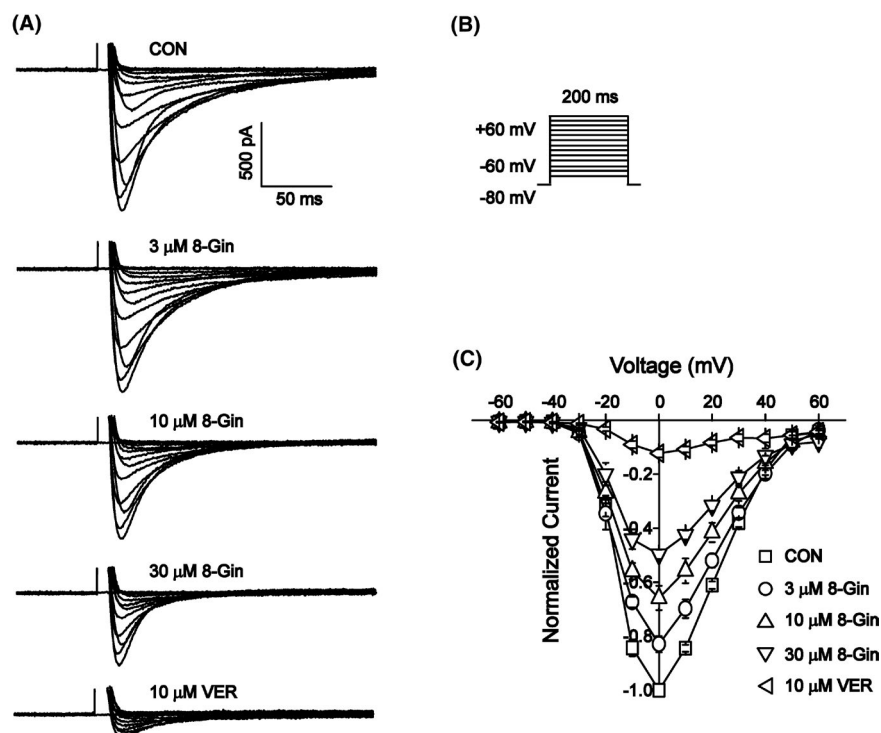 (A)
CON
500 pA
50 ms
3 μM 8-Gin
10 μM 8-Gin
30 μM 8-Gin
10 μM VER
(B)
200 ms
+60 mV
-60 mV
-80 mV
(C)
Voltage (mV)
-60 -40 -20 0 20 40 60
-0.2
-0.4
-0.6
-0.8
-1.0
Normalized Current
CON
3 μM 8-Gin
10 μM 8-Gin
30 μM 8-Gin
10 μM VER